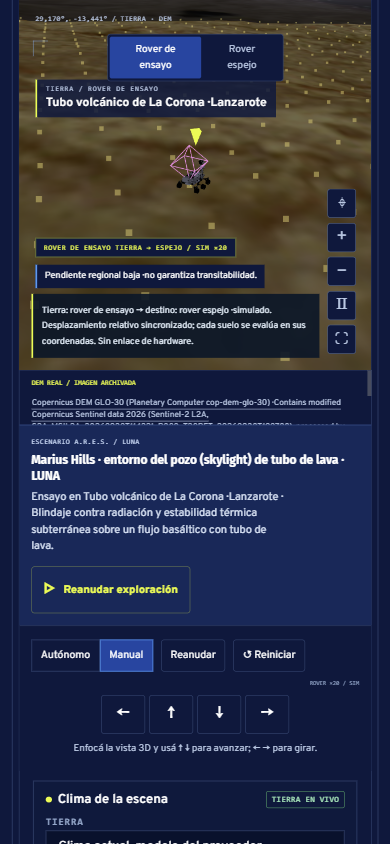 29,170°, -13,441° / TIERRA · DEM
Rover de
ensayo
Rover
espejo
TIERRA / ROVER DE ENSAYO
Tubo volcánico de La Corona ·Lanzarote
ROVER DE ENSAYO TIERRA → ESPEJO / SIM ×20
Pendiente regional baja ·no garantiza transitabilidad.
Tierra: rover de ensayo → destino: rover espejo ·simulado.
Desplazamiento relativo sincronizado; cada suelo se evalúa en sus
coordenadas. Sin enlace de hardware.
DEM REAL / IMAGEN ARCHIVADA
Copernicus DEM GLO-30 (Planetary Computer cop-dem-glo-30) ·Contains modified
Copernicus Sentinel data 2026 (Sentinel-2 L2A,
ESCENARIO A.R.E.S. / LUNA
Marius Hills · entorno del pozo (skylight) de tubo de lava ·
LUNA
Ensayo en Tubo volcánico de La Corona ·Lanzarote ·
Blindaje contra radiación y estabilidad térmica
subterránea sobre un flujo basáltico con tubo de
lava.
Reanudar exploración
Autónomo
Manual
Reanudar
↺ Reiniciar
ROVER ×20 / SIM
← ↑ ↓ →
Enfocá la vista 3D y usá ↑ ↓ para avanzar; ← → para girar.
Clima de la escena
TIERRA EN VIVO
TIERRA
Clima actual, modelo del proveedor